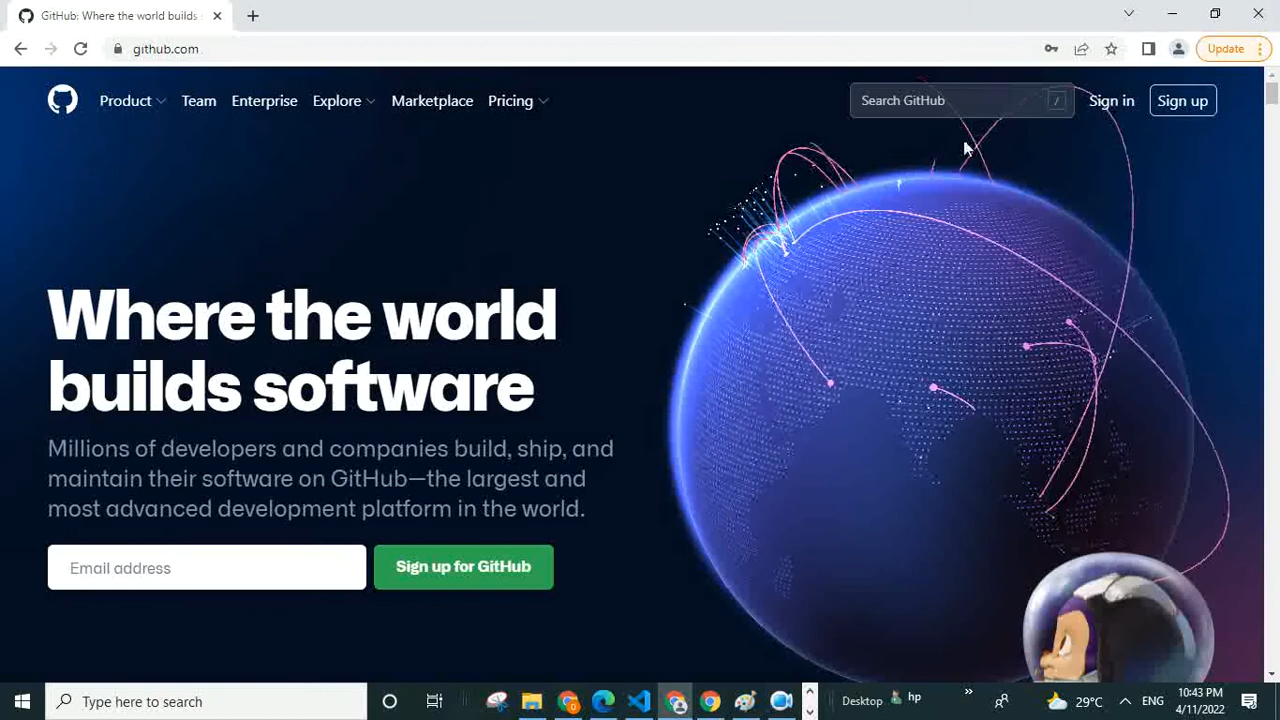 GitHub: Where the world builds
github.com
Update
Product
Team
Enterprise
Explore
Marketplace
Pricing
Search GitHub
/
Sign in
Sign up
Where the world
builds software
Millions of developers and companies build, ship, and
maintain their software on GitHub—the largest and
most advanced development platform in the world.
Email address
Sign up for GitHub
Type here to search
Desktop
hp
29°C
ENG
10:43 PM
4/11/2022